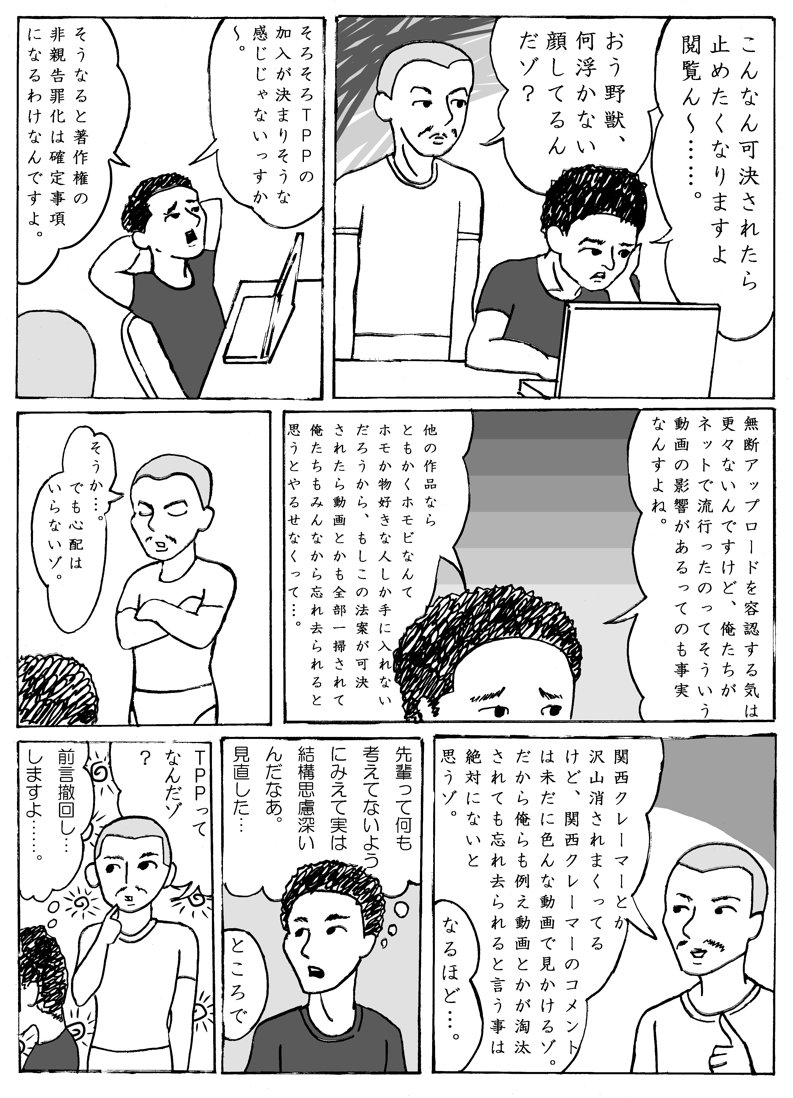 こんなん可決されたら
止めたくなりますよ
閲覧ん～……。
おう野獣、
何浮かない
顔してるん
だゾ？
そろそろTPPの
加入が決まりそうな
感じじゃないっすか
～。
そうなると著作権の
非親告罪化は確定事項
になるわけなんですよ。
無断アップロードを容認する気は
更々ないんですけど、俺たちが
ネットで流行ったのってそういう
動画の影響があるってのも事実
なんすよね。
他の作品なら
ともかくホモビなんて
ホモか物好きな人しか手に入れない
だろうから、もしこの法案が可決
されたら動画とかも全部一掃されて
俺たちもみんなから忘れ去られると
思うとやるせなくって…。
そうか…。
でも心配は
いらないゾ。
関西クレーマーとか
沢山消されまくってる
けど、関西クレーマーのコメント
は未だに色んな動画で見かけるゾ。
だから俺らも例え動画とかが淘汰
されても忘れ去られると言う事は
絶対にないと
思うゾ。
なるほど…。
先輩って何も
考えてないよう
にみえて実は
結構思慮深い
んだなあ。
見直した…
ところで
TPPって
なんだゾ
？
前言撤回し…
しますよ……。